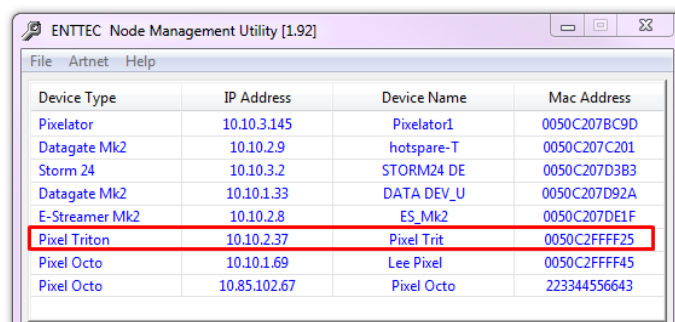 ENTTEC Node Management Utility [1.92]
File Artnet Help
Device Type IP Address Device Name Mac Address
Pixelator 10.10.3.145 Pixelator1 0050C207BC9D
Datagate Mk2 10.10.2.9 hotspare-T 0050C207C201
Storm 24 10.10.3.2 STORM24 DE 0050C207D3B3
Datagate Mk2 10.10.1.33 DATA DEV_U 0050C207D92A
E-Streamer Mk2 10.10.2.8 ES_Mk2 0050C207DE1F
Pixel Triton 10.10.2.37 Pixel Trit 0050C2FFFF25
Pixel Octo 10.10.1.69 Lee Pixel 0050C2FFFF45
Pixel Octo 10.85.102.67 Pixel Octo 223344556643